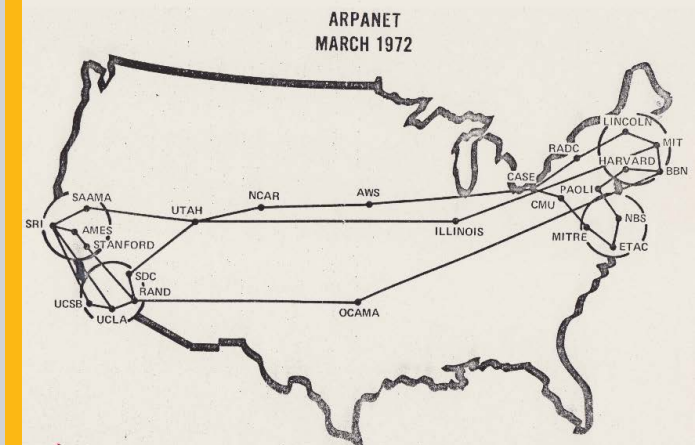 ARPANET
MARCH 1972
LINCOLN
RADC
MIT
HARVARD
BBN
CASE
PAOLI
SAAMA
NCAR
AWS
CMU
UTAH
NBS
SRI
AMES
ILLINOIS
MITRE
STANFORD
ETAC
SDC
RAND
UCSB
OCAMA
UCLA